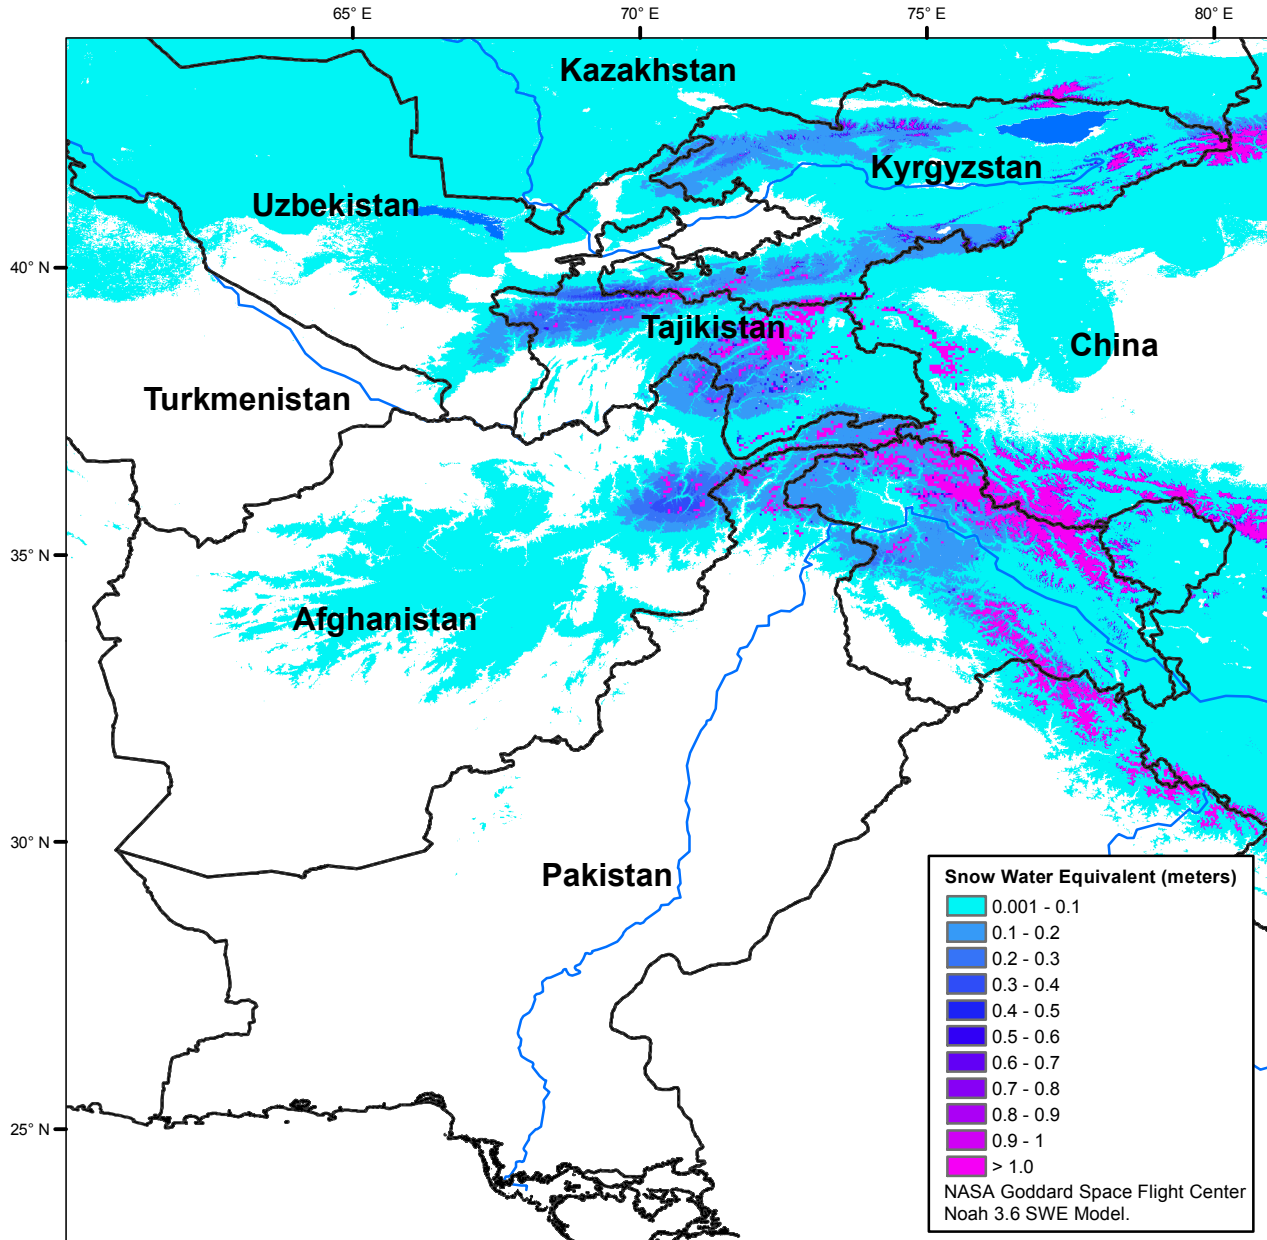 65° E 70° E 75° E 80° E
Kazakhstan
Kyrgyzstan
Uzbekistan
40° N
Tajikistan
China
Turkmenistan
35° N
Afghanistan
30° N
Pakistan
25° N
Snow Water Equivalent (meters)
0.001 - 0.1
0.1 - 0.2
0.2 - 0.3
0.3 - 0.4
0.4 - 0.5
0.5 - 0.6
0.6 - 0.7
0.7 - 0.8
0.8 - 0.9
0.9 - 1
> 1.0
NASA Goddard Space Flight Center
Noah 3.6 SWE Model.